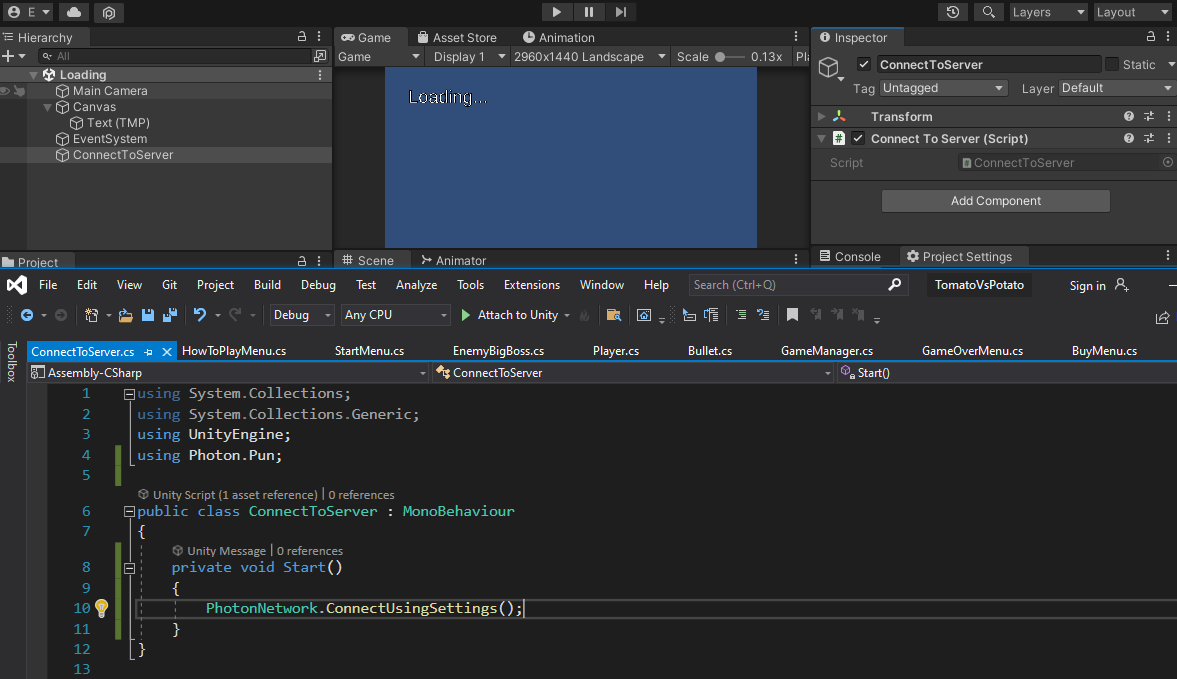 E
Layers
Layout
Hierarchy
All
Loading
Main Camera
Canvas
Text (TMP)
EventSystem
ConnectToServer
Project
Game
Asset Store
Animation
Game
Display 1
2960x1440 Landscape
Scale
0.13x
Pl
Loading...
Scene
Animator
Inspector
ConnectToServer
Static
Tag
Untagged
Layer
Default
Transform
Connect To Server (Script)
Script
ConnectToServer
Add Component
Console
Project Settings
File Edit View Git Project Build Debug Test Analyze Tools Extensions Window Help
Search (Ctrl+Q)
TomatoVsPotato
Sign in
Debug
Any CPU
Attach to Unity
Toolbox
ConnectToServer.cs
HowToPlayMenu.cs
StartMenu.cs
EnemyBigBoss.cs
Player.cs
Bullet.cs
GameManager.cs
GameOverMenu.cs
BuyMenu.cs
Assembly-CSharp
ConnectToServer
Start()
1 using System.Collections;
2 using System.Collections.Generic;
3 using UnityEngine;
4 using Photon.Pun;
5
Unity Script (1 asset reference) | 0 references
6 public class ConnectToServer : MonoBehaviour
7 {
Unity Message | 0 references
8 private void Start()
9 {
10 PhotonNetwork.ConnectUsingSettings();
11 }
12 }
13